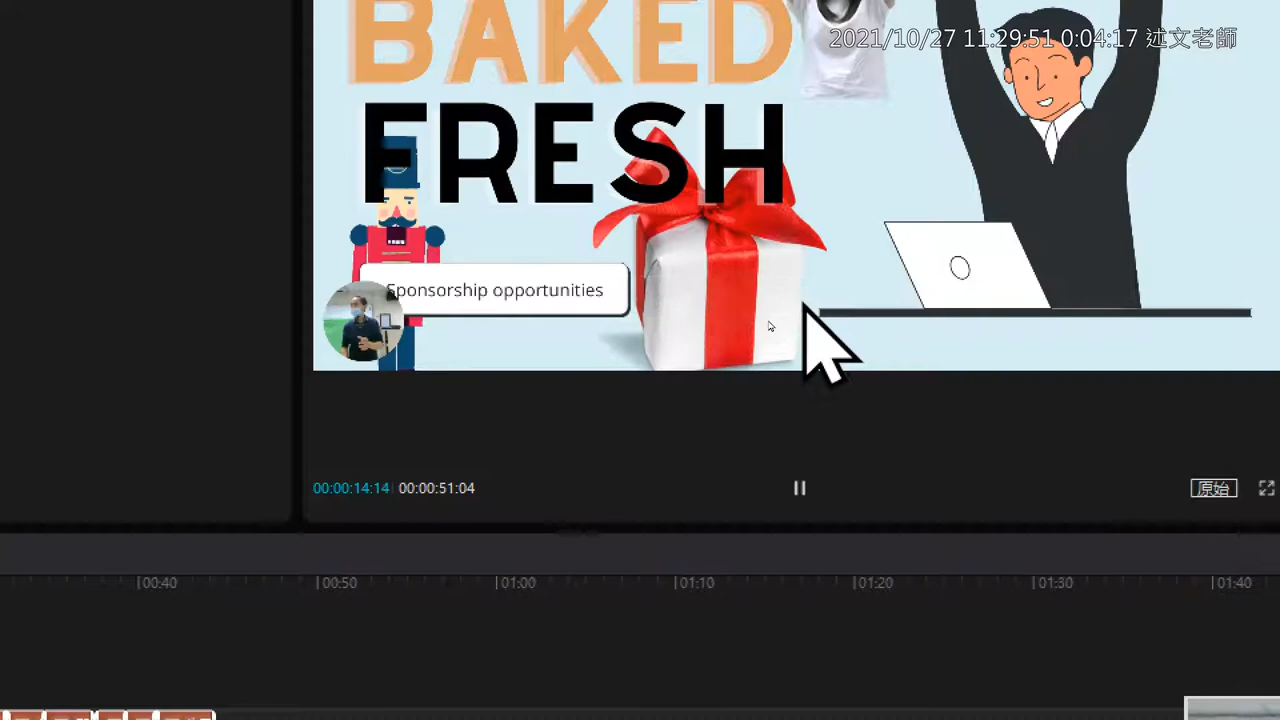 BAKED
2021/10/27 11:29:51 0:04:17 述文老師
FRESH
Sponsorship opportunities
00:00:14:14 00:00:51:04
原始
00:40 00:50 01:00 01:10 01:20 01:30 01:40